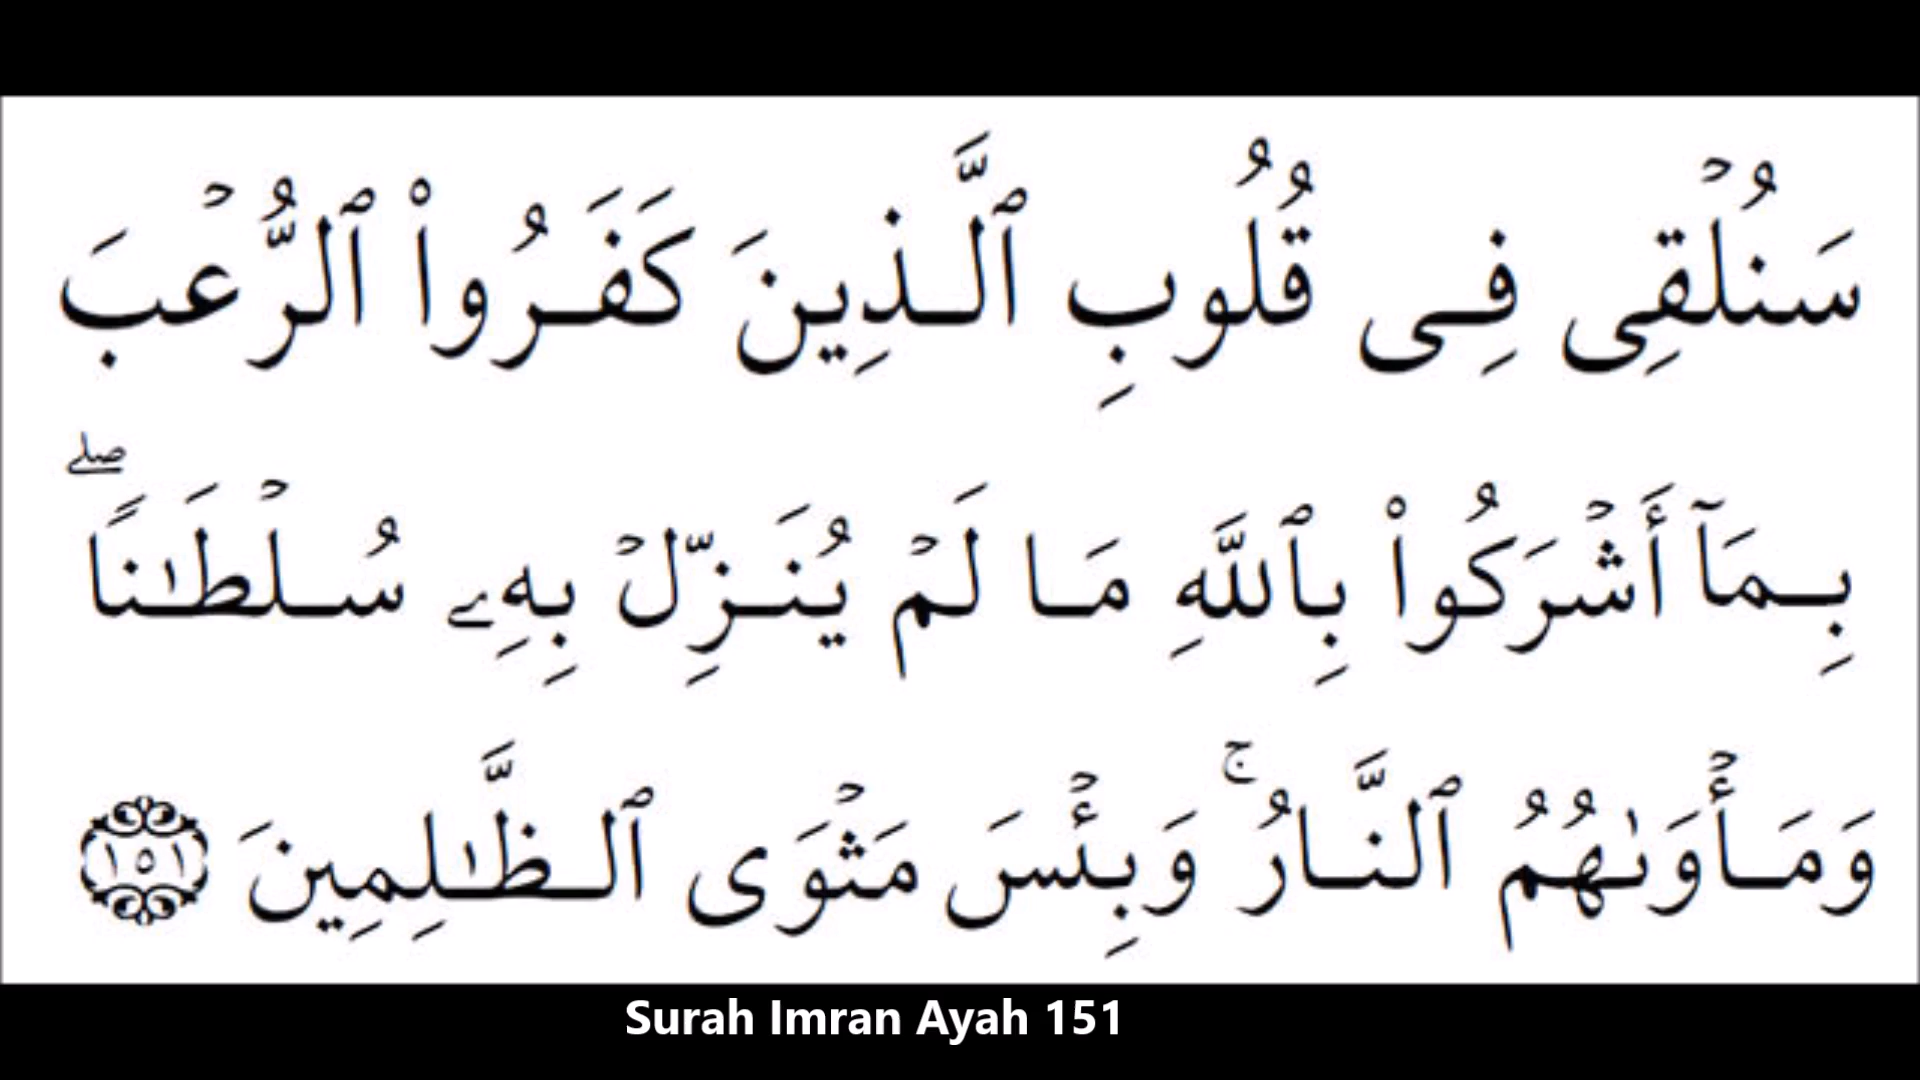 سَنُلۡقِى فِى قُلُوبِ ٱلَّذِينَ كَفَرُوا۟ ٱلرُّعۡبَ
بِمَآ أَشۡرَكُوا۟ بِٱللَّهِ مَا لَمۡ يُنَزِّلۡ بِهِۦ سُلۡطَـٰنًاۖ
وَمَأۡوَىٰهُمُ ٱلنَّارُۚ وَبِئۡسَ مَثۡوَى ٱلظَّـٰلِمِينَ ١٥١
Surah Imran Ayah 151